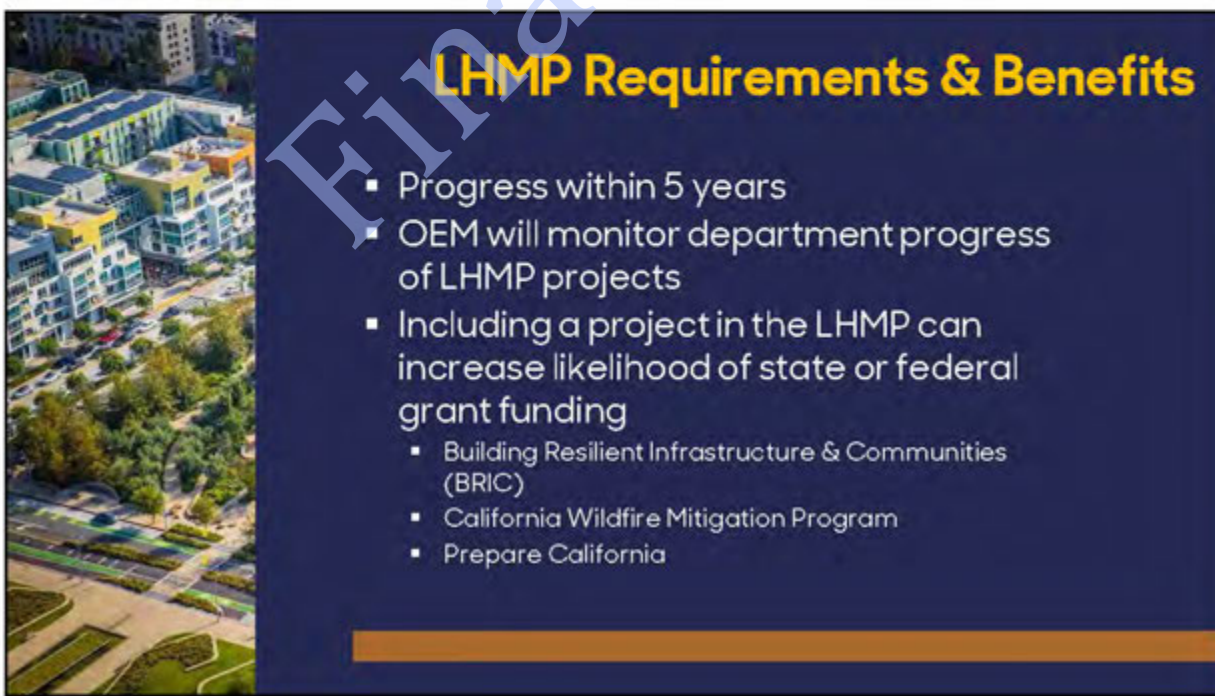 LHMP Requirements & Benefits
▪ Progress within 5 years
▪ OEM will monitor department progress
of LHMP projects
▪ Including a project in the LHMP can
increase likelihood of state or federal
grant funding
▪ Building Resilient Infrastructure & Communities
(BRIC)
▪ California Wildfire Mitigation Program
▪ Prepare California